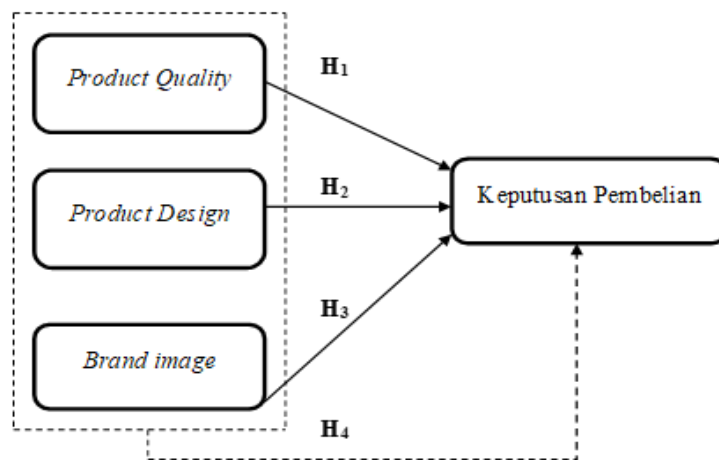 Product Quality
H1
Product Design
H2
Keputusan Pembelian
Brand image
H3
H4